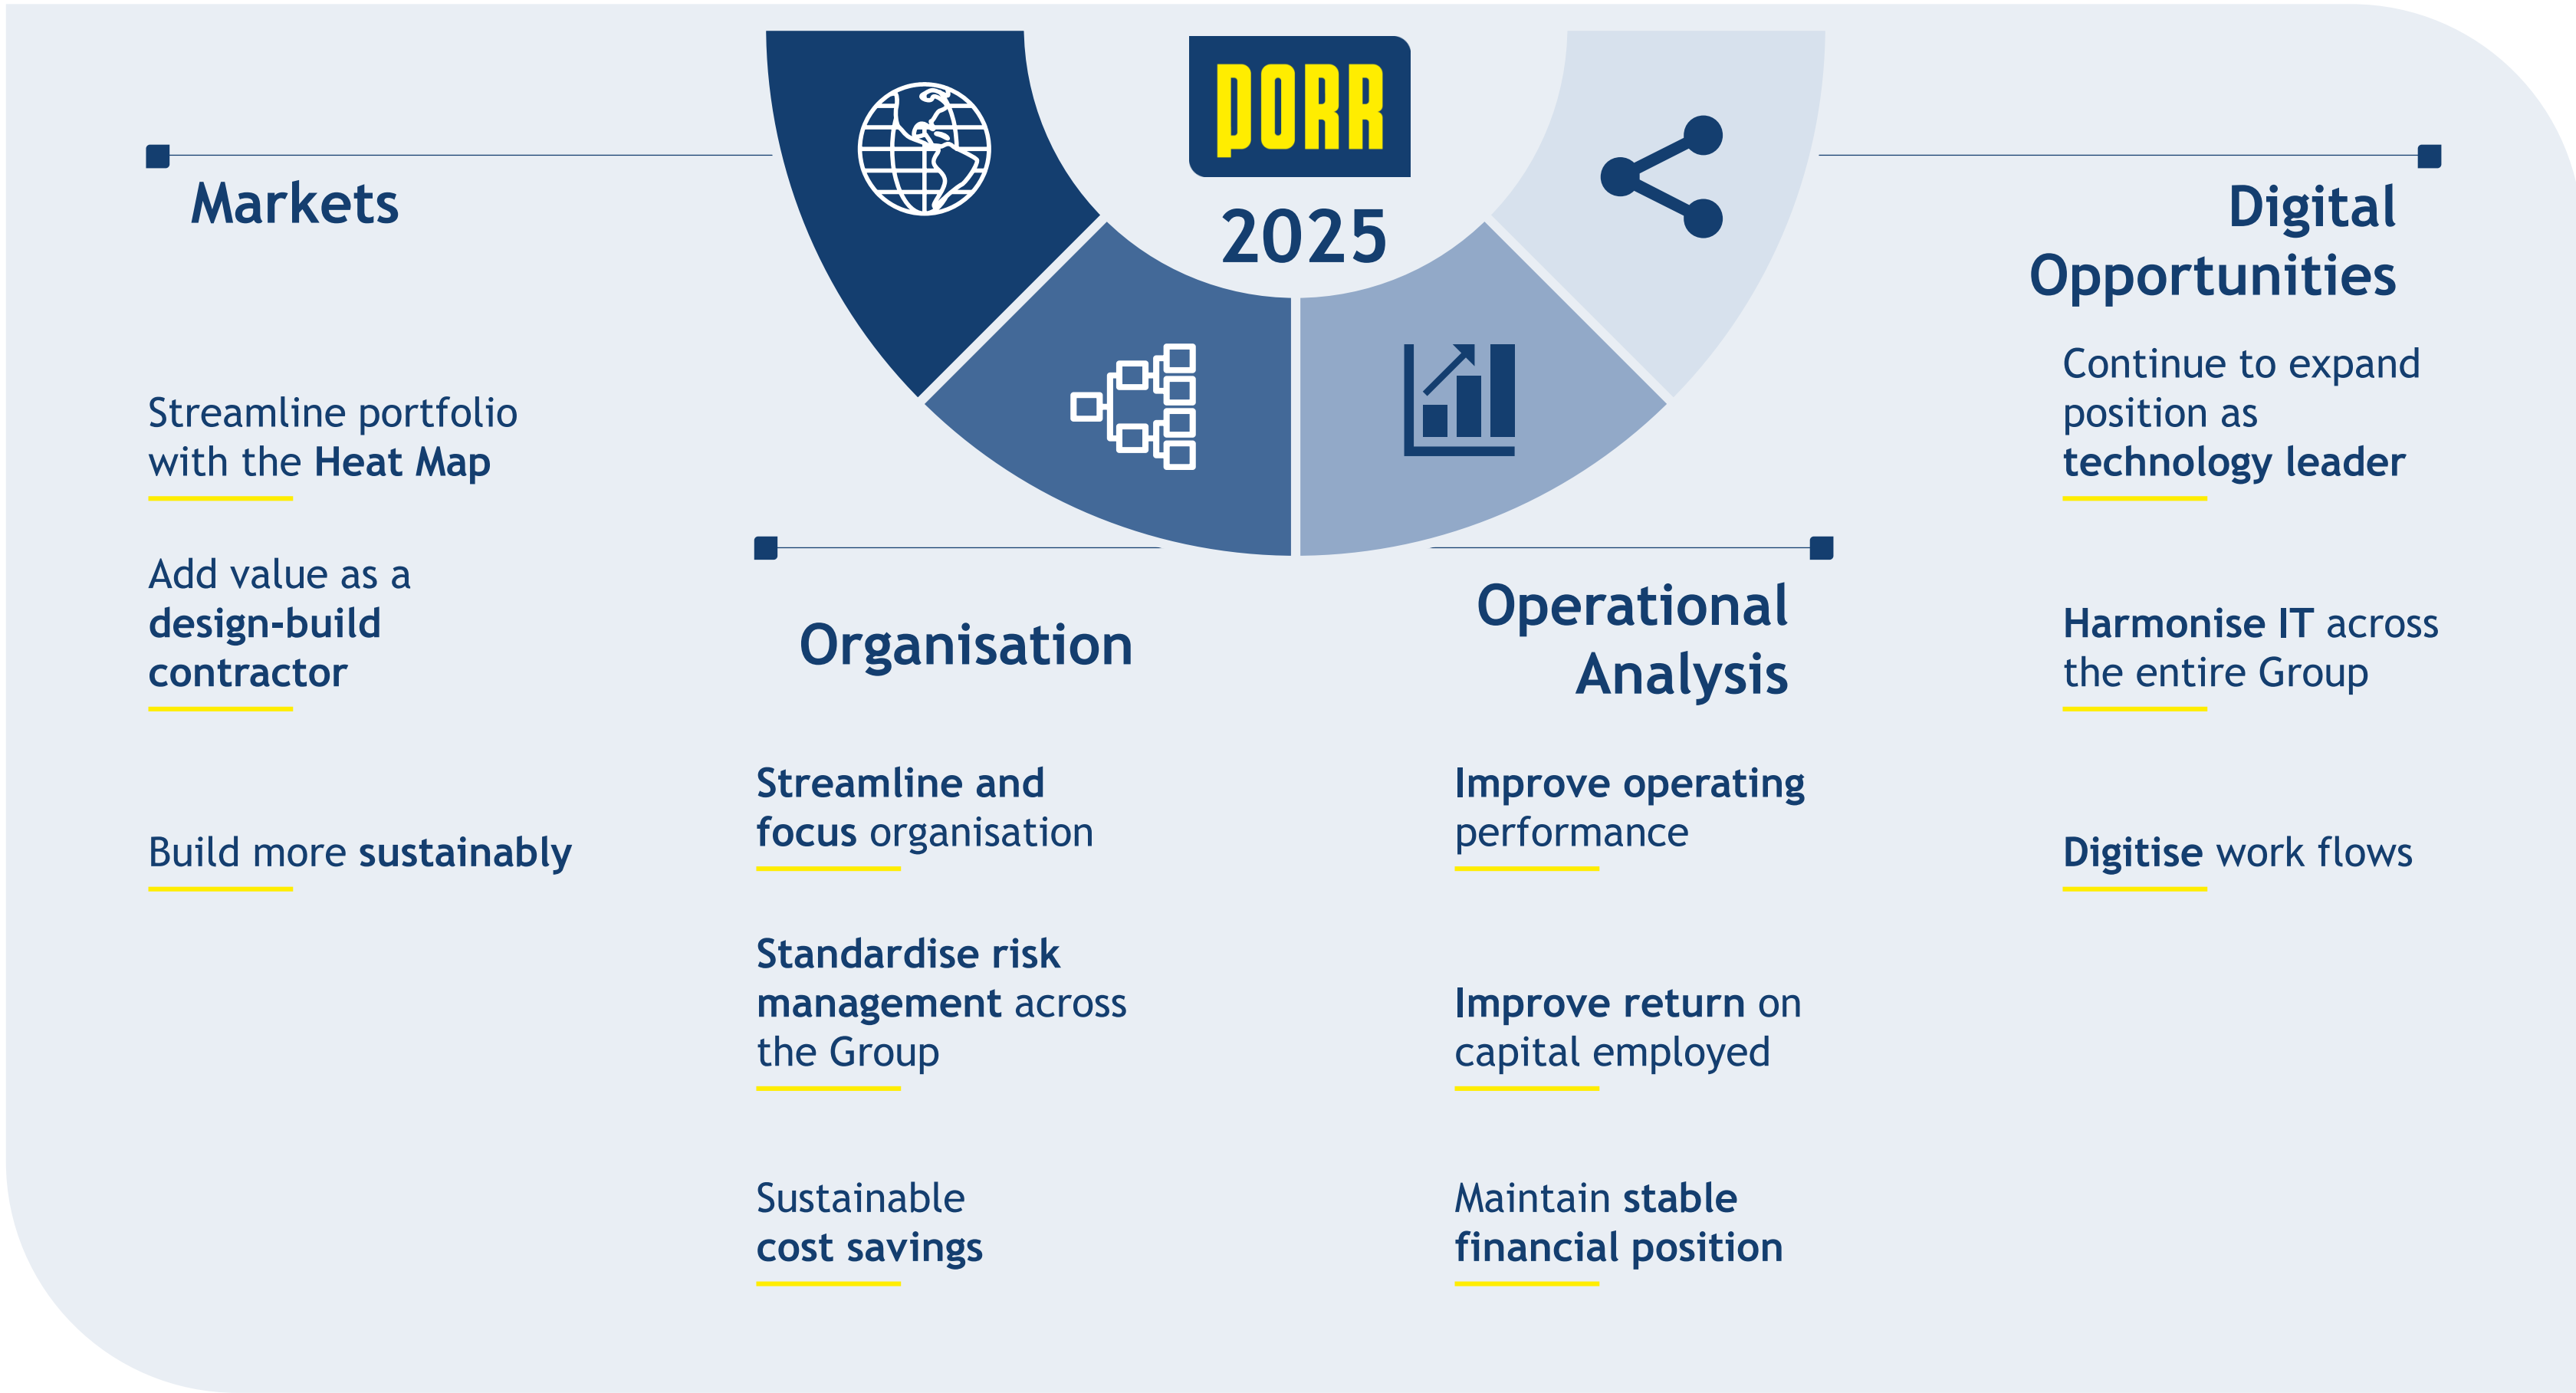 PORR
2025
Markets
Streamline portfolio
with the Heat Map
Add value as a
design-build
contractor
Build more sustainably
Organisation
Streamline and
focus organisation
Standardise risk
management across
the Group
Sustainable
cost savings
Operational
Analysis
Improve operating
performance
Improve return on
capital employed
Maintain stable
financial position
Digital
Opportunities
Continue to expand
position as
technology leader
Harmonise IT across
the entire Group
Digitise work flows